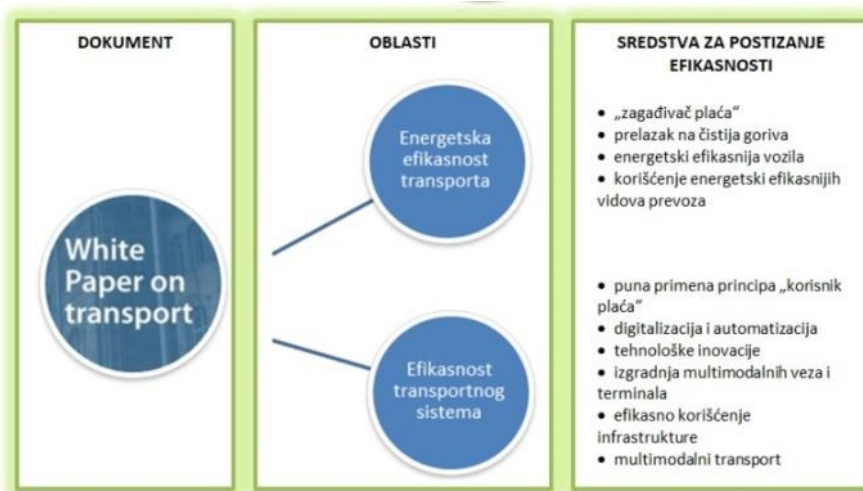 DOKUMENT
White
Paper on
transport
OBLASTI
Energetska
efikasnost
transporta
Efikasnost
transportnog
sistema
SREDSTVA ZA POSTIZANJE
EFIKASNOSTI
• „zagađivač plaća“
• prelazak na čistija goriva
• energetski efikasnija vozila
• korišćenje energetski efikasnijih
vidova prevoza
• puna primena principa „korisnik
plaća“
• digitalizacija i automatizacija
• tehnološke inovacije
• izgradnja multimodalnih veza i
terminala
• efikasno korišćenje
infrastrukture
• multimodalni transport